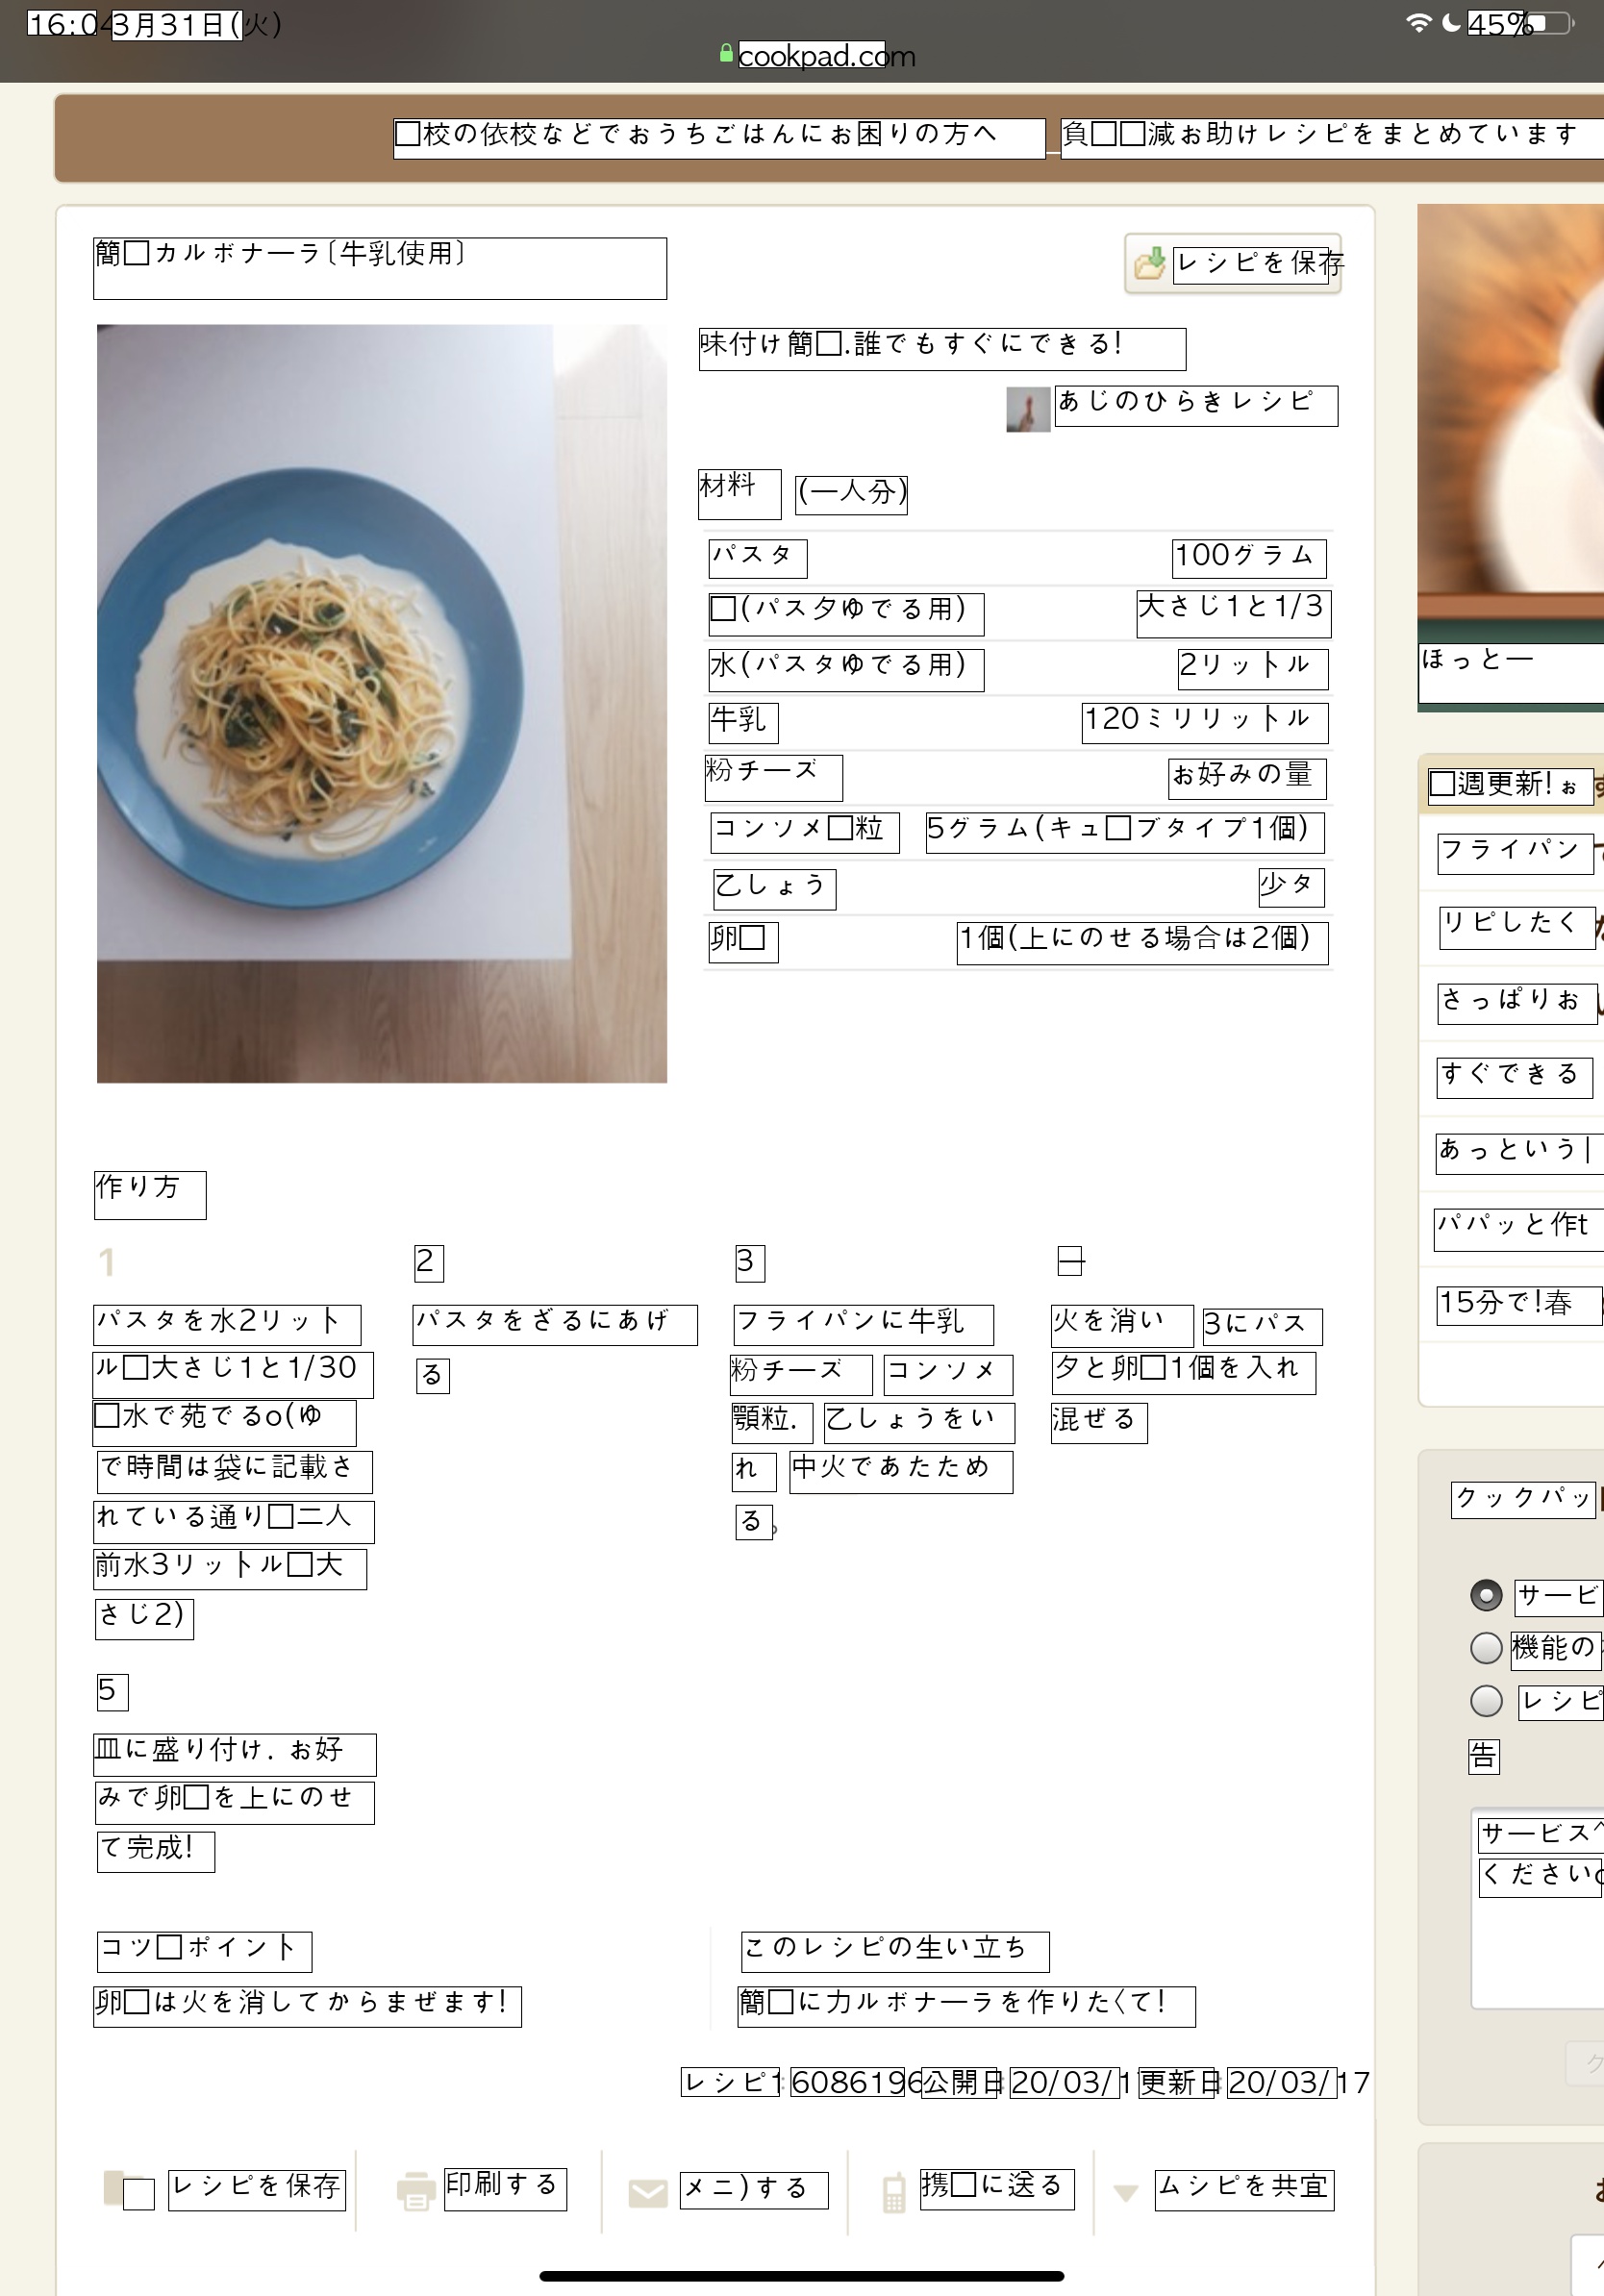 16:04 3月31日(火) 45%
cookpad.com
□校の依校などでおうちごはんにお困りの方へ 負□□減お助けレシピをまとめています
簡□カルボナーラ〔牛乳使用〕
レシピを保存
味付け簡□.誰でもすぐにできる!
あじのひらきレシピ
材料 (一人分)
パスタ 100グラム
□(パスタゆでる用) 大さじ1と1/3
水(パスタゆでる用) 2リットル
牛乳 120ミリリットル
粉チーズ お好みの量
コンソメ□粒 5グラム(キュ□ブタイプ1個)
乙しょう 少タ
卵□ 1個(上にのせる場合は2個)
作り方
1
パスタを水2リット
ル□大さじ1と1/30
□水で苑でるo(ゆ
で時間は袋に記載さ
れている通り□二人
前水3リットル□大
さじ2)
2
パスタをざるにあげ
る
3
フライパンに牛乳
粉チーズ コンソメ
顎粒. 乙しょうをい
れ 中火であたため
る。
一
火を消い 3にパス
タと卵□1個を入れ
混ぜる
5
皿に盛り付け. お好
みで卵□を上にのせ
て完成!
コツ□ポイント
卵□は火を消してからまぜます!
このレシピの生い立ち
簡□に力ルボナーラを作りた〈て!
レシピ1 6086196 公開日 20/03/1 更新日 20/03/17
レシピを保存 印刷する メニ)する 携□に送る ムシピを共宜
ほっと一
□週更新!ぉ
フライパン
リピしたく
さっぱりお
すぐできる
あっという|
パパッと作t
15分で!春
クックパッ
サービ
機能の
レシピ
告
サービス^
くださいo